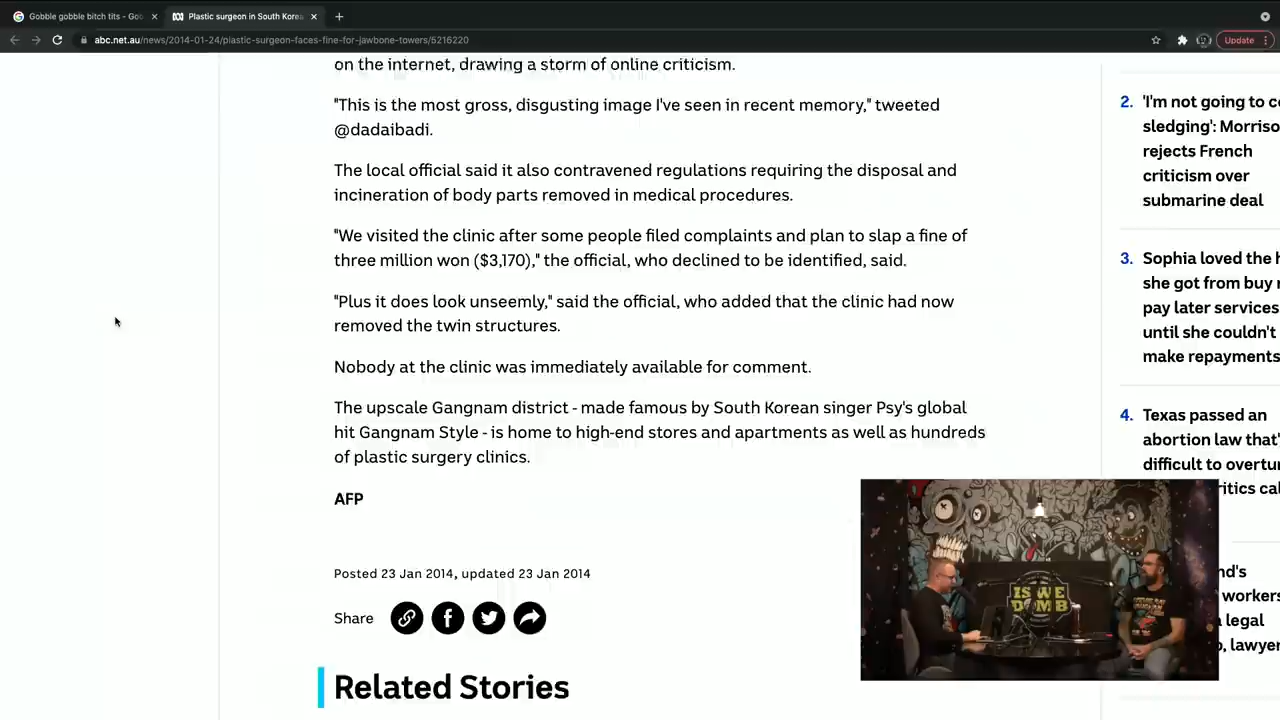 Gobble gobble bitch tits - Goo
Plastic surgeon in South Korea
abc.net.au/news/2014-01-24/plastic-surgeon-faces-fine-for-jawbone-towers/5216220
Update
on the internet, drawing a storm of online criticism.
"This is the most gross, disgusting image I've seen in recent memory," tweeted
@dadaibadi.
The local official said it also contravened regulations requiring the disposal and
incineration of body parts removed in medical procedures.
"We visited the clinic after some people filed complaints and plan to slap a fine of
three million won ($3,170)," the official, who declined to be identified, said.
"Plus it does look unseemly," said the official, who added that the clinic had now
removed the twin structures.
Nobody at the clinic was immediately available for comment.
The upscale Gangnam district - made famous by South Korean singer Psy's global
hit Gangnam Style - is home to high-end stores and apartments as well as hundreds
of plastic surgery clinics.
AFP
Posted 23 Jan 2014, updated 23 Jan 2014
Share
Related Stories
2. 'I'm not going to c
sledging': Morriso
rejects French
criticism over
submarine deal
3. Sophia loved the h
she got from buy n
pay later services
until she couldn't
make repayments
4. Texas passed an
abortion law that'
difficult to overtu
ritics cal
nd's
workers
a legal
lawyer
IS WE
DOMB